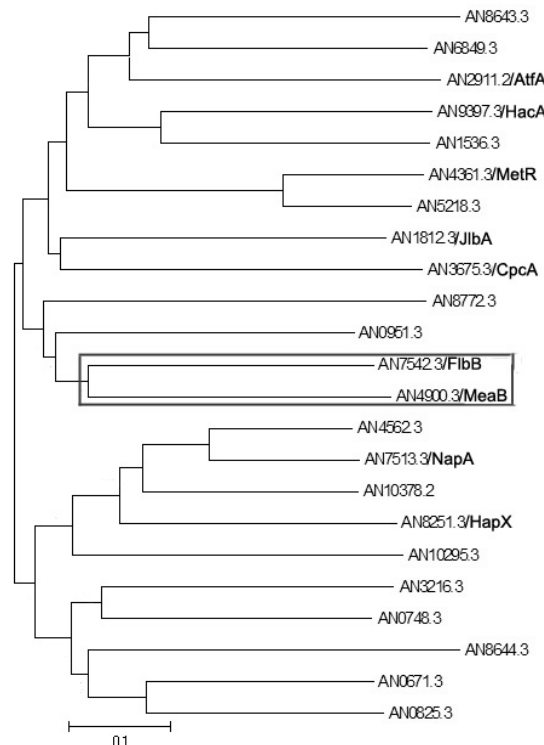 AN8643.3
AN6849.3
AN2911.2/AtfA
AN9397.3/HacA
AN1536.3
AN4361.3/MetR
AN5218.3
AN1812.3/JlbA
AN3675.3/CpcA
AN8772.3
AN0951.3
AN7542.3/FlbB
AN4900.3/MeaB
AN4562.3
AN7513.3/NapA
AN10378.2
AN8251.3/HapX
AN10295.3
AN3216.3
AN0748.3
AN8644.3
AN0671.3
AN0825.3
0.1